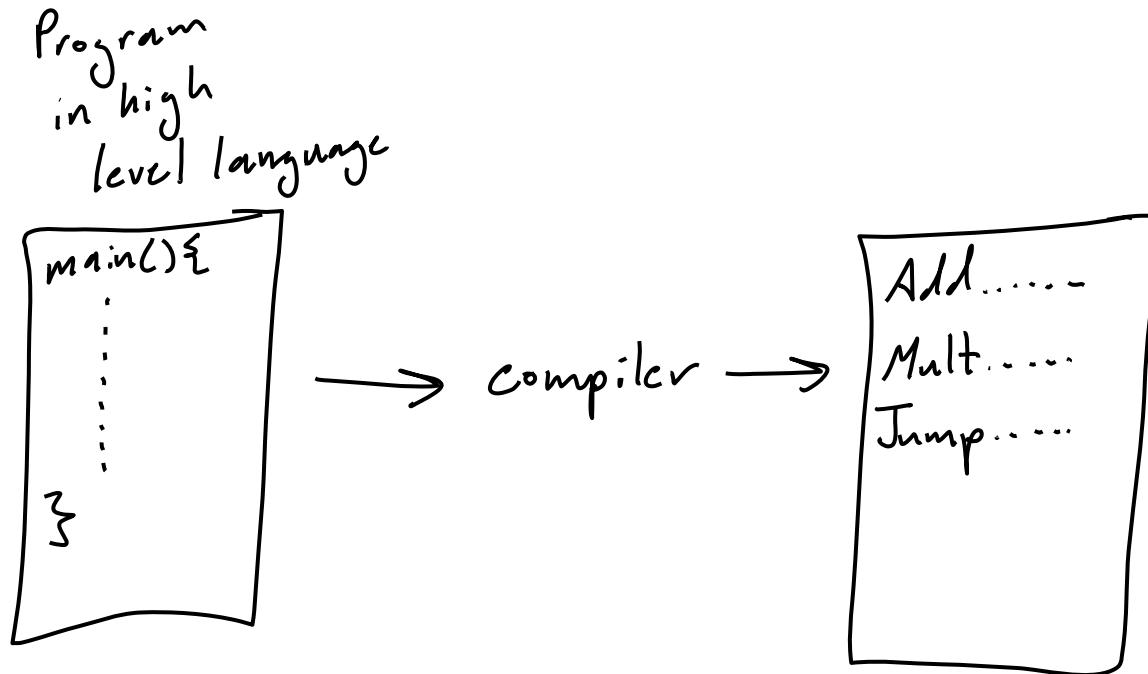 Program
in high
level language
main(){
}
compiler
Add.......
Mult......
Jump......